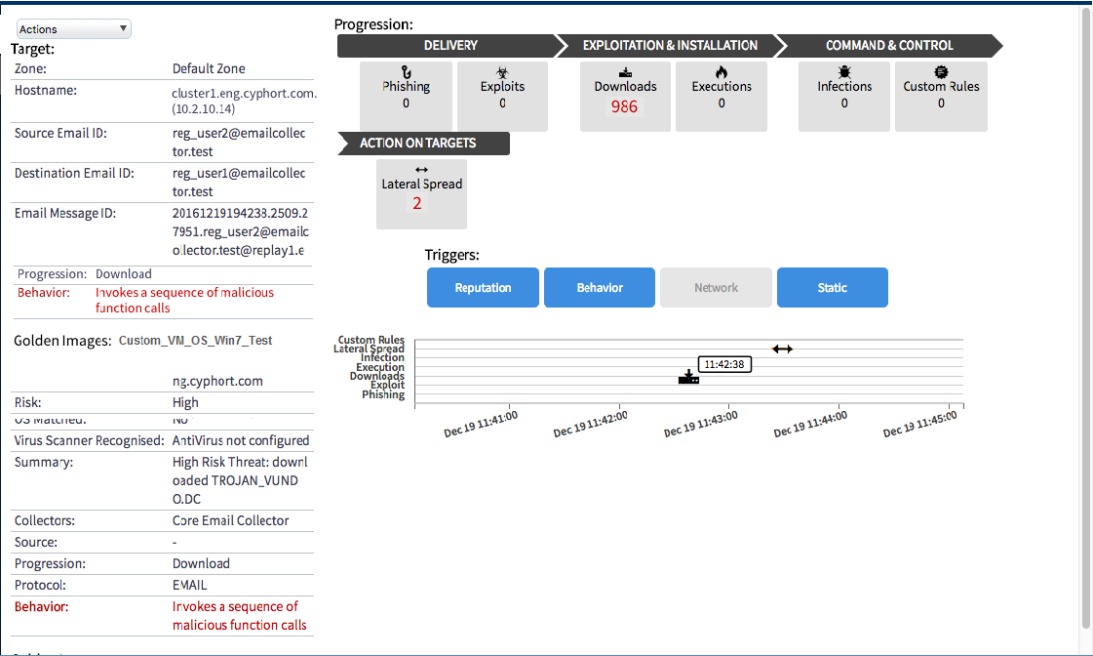 Actions
Target:
Zone: Default Zone
Hostname: cluster1.eng.cyphort.com.
(10.2.10.14)
Source Email ID: reg_user2@emailcollec
tor.test
Destination Email ID: reg_user1@emailcollec
tor.test
Email Message ID: 20161219194238.2509.2
7951.reg_user2@emailc
ollector.test@replay1.e
Progression: Download
Behavior: Invokes a sequence of malicious
function calls
Golden Images: Custom_VM_OS_Win7_Test
ng.cyphort.com
Risk: High
OS Matched: No
Virus Scanner Recognised: AntiVirus not configured
Summary: High Risk Threat: downl
oaded TROJAN_VUND
O.DC
Collectors: Core Email Collector
Source: -
Progression: Download
Protocol: EMAIL
Behavior: Invokes a sequence of
malicious function calls
Progression:
DELIVERY EXPLOITATION & INSTALLATION COMMAND & CONTROL
Phishing Exploits Downloads Executions Infections Custom Rules
0 0 986 0 0 0
ACTION ON TARGETS
Lateral Spread
2
Triggers:
Reputation Behavior Network Static
Custom Rules
Lateral Spread
Infection
Execution
Downloads
Exploit
Phishing
11:42:38
Dec 19 11:41:00 Dec 19 11:42:00 Dec 19 11:43:00 Dec 19 11:44:00 Dec 19 11:45:00